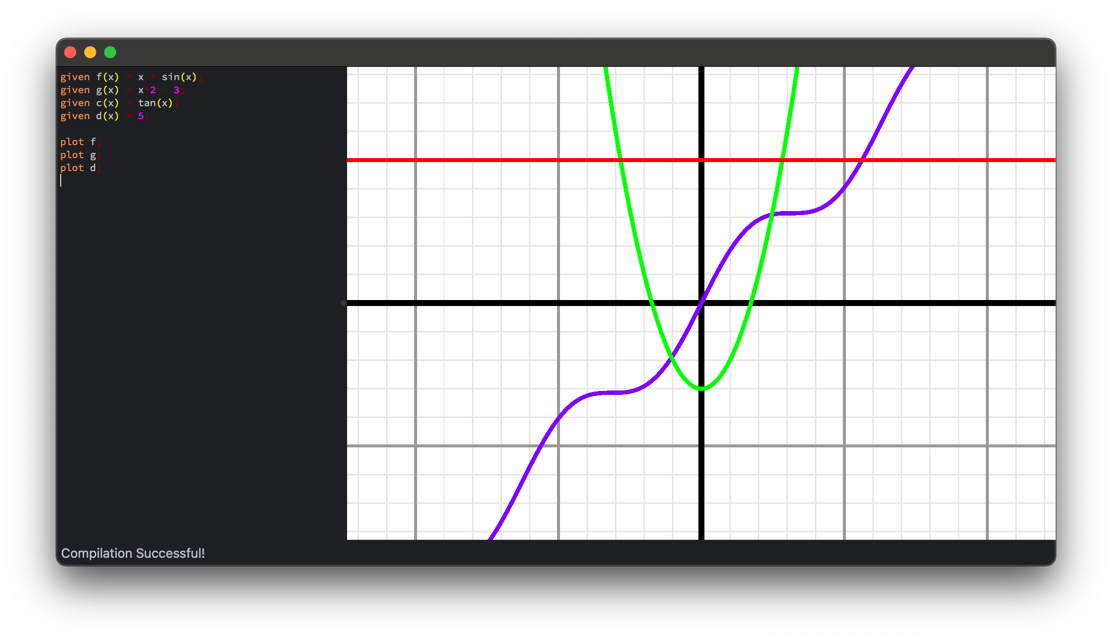 given f(x) = x + sin(x);
given g(x) = x^2 - 3;
given c(x) = tan(x);
given d(x) = 5;
plot f;
plot g;
plot d;
Compilation Successful!